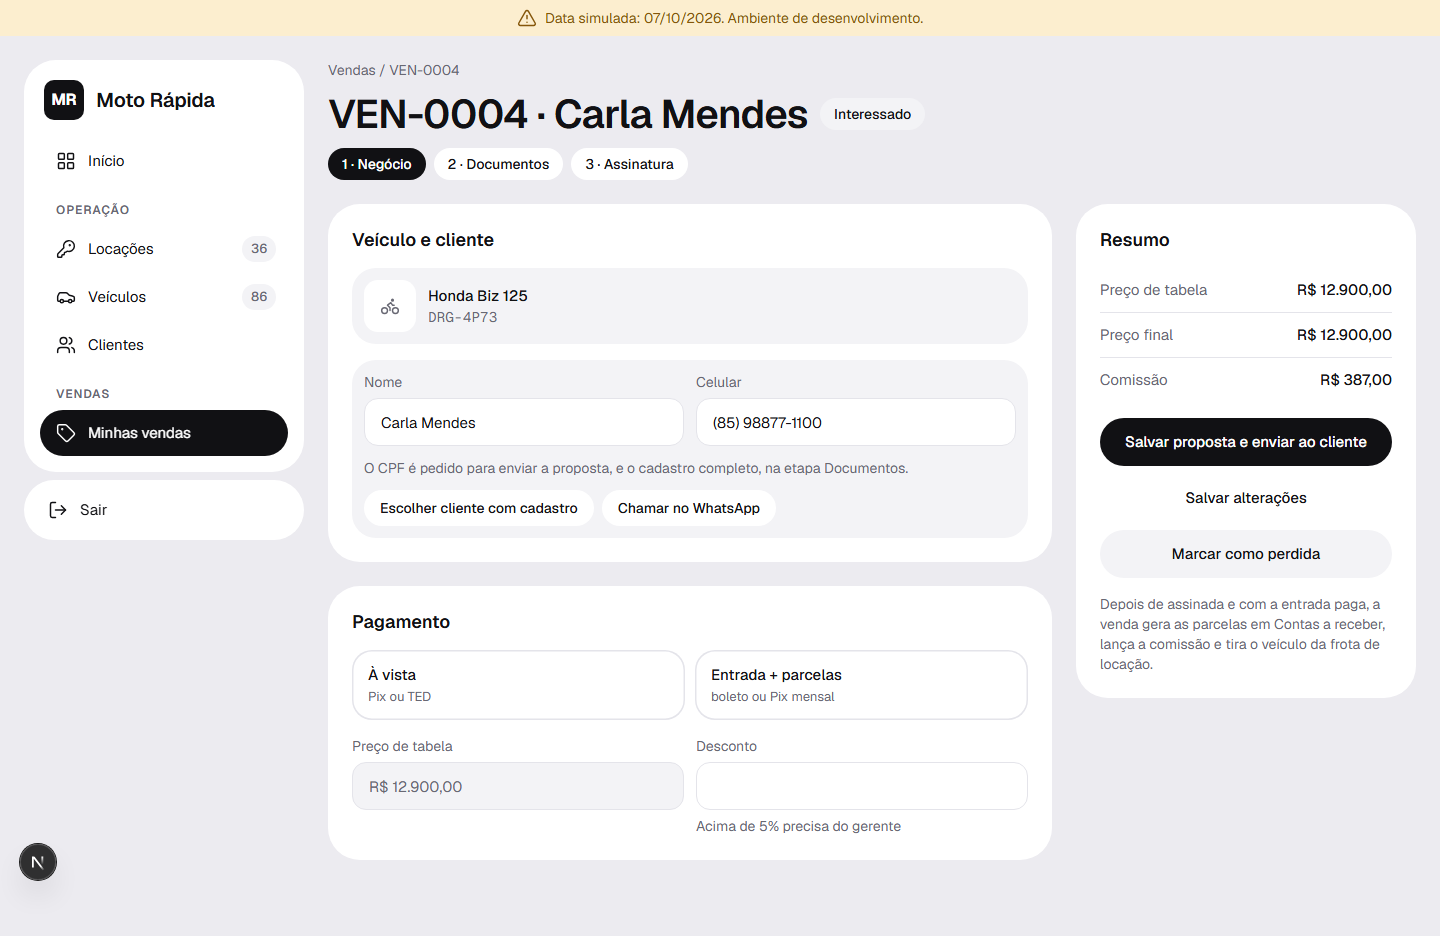 Data simulada: 07/10/2026. Ambiente de desenvolvimento.
MR
Moto Rápida
Início
OPERAÇÃO
Locações
36
Veículos
86
Clientes
VENDAS
Minhas vendas
Sair
Vendas / VEN-0004
VEN-0004 · Carla Mendes
Interessado
1 · Negócio
2 · Documentos
3 · Assinatura
Veículo e cliente
Honda Biz 125
DRG-4P73
Nome
Celular
Carla Mendes
(85) 98877-1100
O CPF é pedido para enviar a proposta, e o cadastro completo, na etapa Documentos.
Escolher cliente com cadastro
Chamar no WhatsApp
Pagamento
À vista
Pix ou TED
Entrada + parcelas
boleto ou Pix mensal
Preço de tabela
Desconto
R$ 12.900,00
Acima de 5% precisa do gerente
Resumo
Preço de tabela
R$ 12.900,00
Preço final
R$ 12.900,00
Comissão
R$ 387,00
Salvar proposta e enviar ao cliente
Salvar alterações
Marcar como perdida
Depois de assinada e com a entrada paga, a
venda gera as parcelas em Contas a receber,
lança a comissão e tira o veículo da frota de
locação.
N